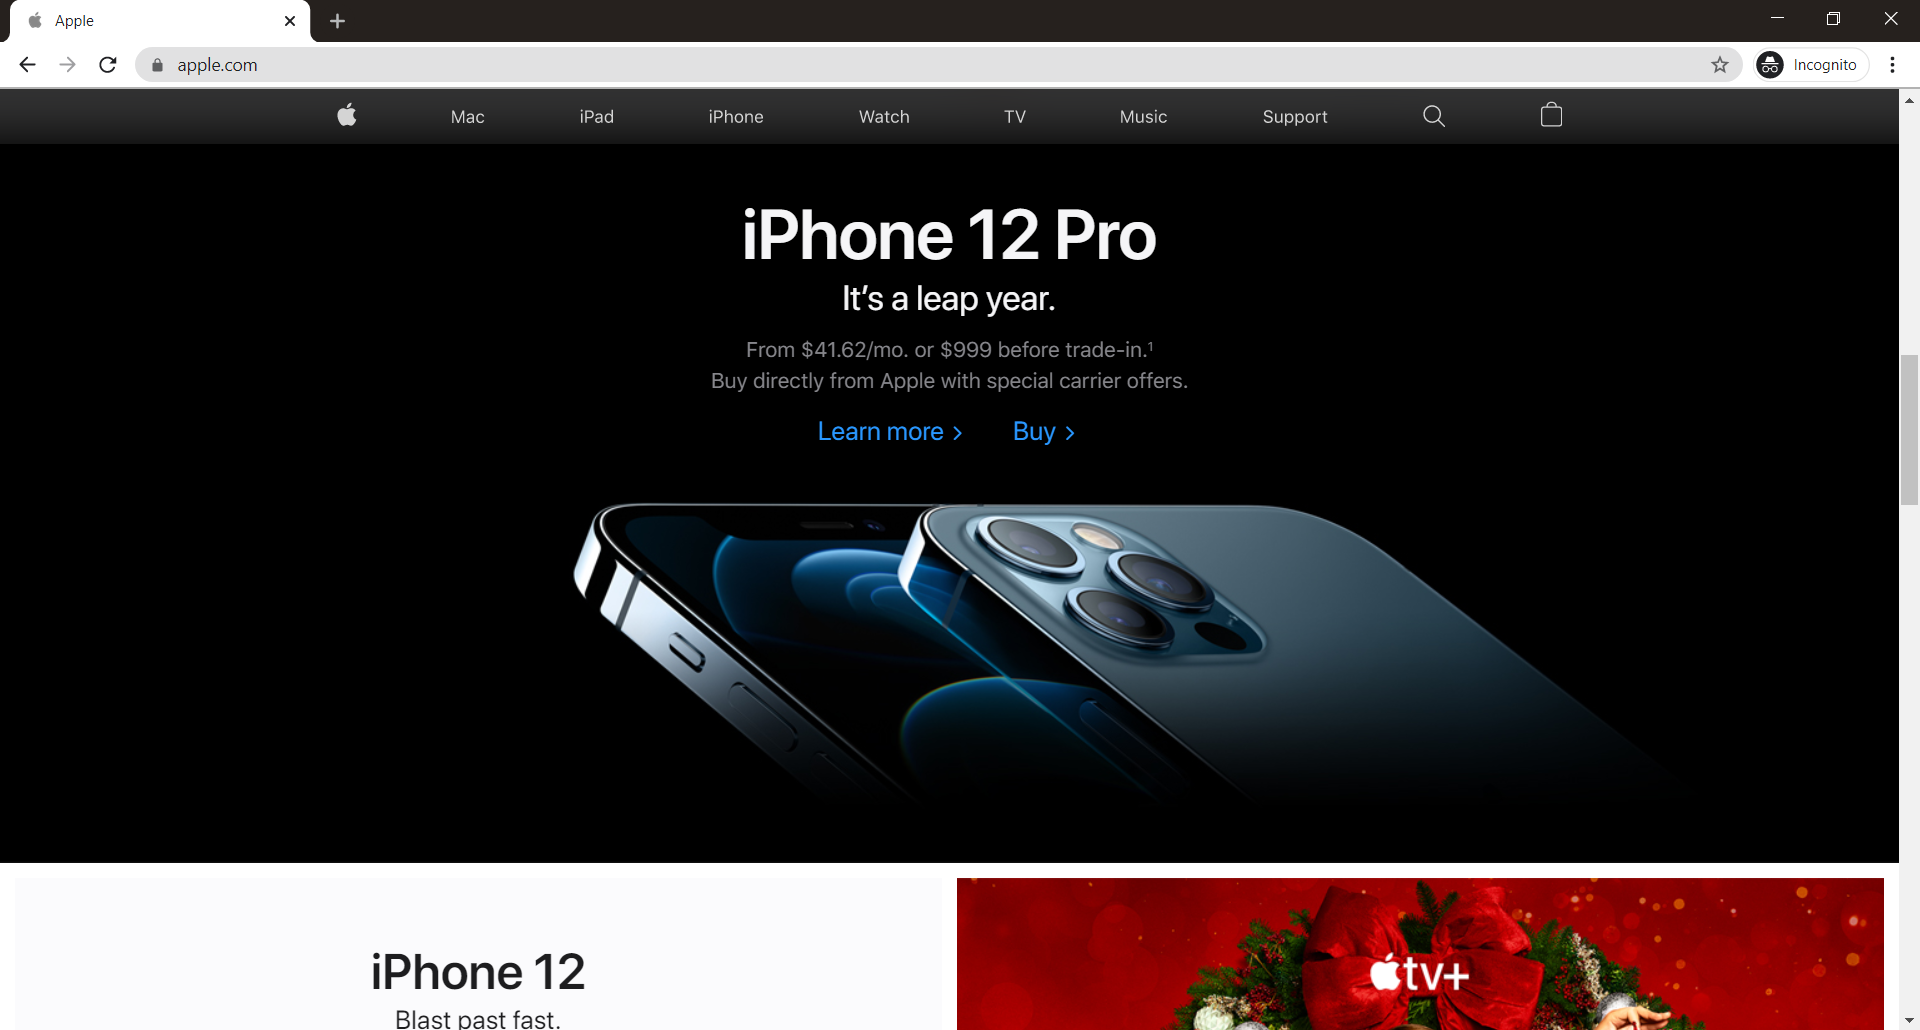 Apple
apple.com
Incognito
Mac
iPad
iPhone
Watch
TV
Music
Support
iPhone 12 Pro
It’s a leap year.
From $41.62/mo. or $999 before trade-in.¹
Buy directly from Apple with special carrier offers.
Learn more >
Buy >
iPhone 12
Blast past fast.
tv+